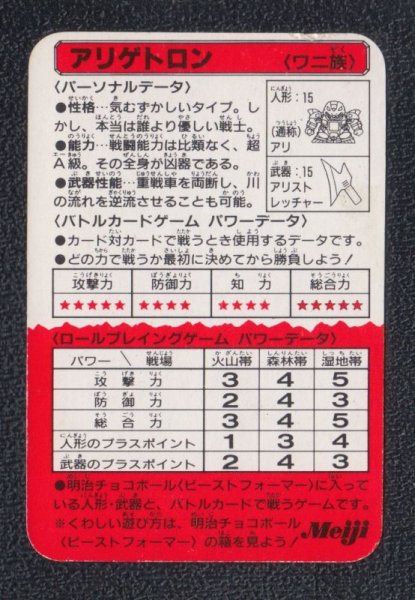 アリゲトロン 〈ワニ族〉
〈パーソナルデータ〉
●性格…気むずかしいタイプ。し
かし、本当は誰より優しい戦士。
●能力…戦闘能力は比類なく、超
A級。その全身が凶器である。
●武器性能…重戦車を両断し、川
の流れを逆流させることも可能。
人形:15
(通称)
アリ
武器:15
アリスト
レッチャー
〈バトルカードゲーム パワーデータ〉
●カード対カードで戦うとき使用するデータです。
●どの力で戦うか最初に決めてから勝負しよう!
攻撃力 防御力 知力 総合力
★★★★★ ★★★★ ★★★★ ★★★★★
〈ロールプレイングゲーム パワーデータ〉
パワー \ 戦場 火山帯 森林帯 湿地帯
攻撃力 3 4 5
防御力 2 4 3
総合力 3 4 5
人形のプラスポイント 1 3 4
武器のプラスポイント 2 4 3
●明治チョコボール(ビーストフォーマー)に入って
いる人形・武器と、バトルカードで戦うゲームです。
※くわしい遊び方は、明治チョコボール
(ビーストフォーマー)の箱を見よう!
Meiji